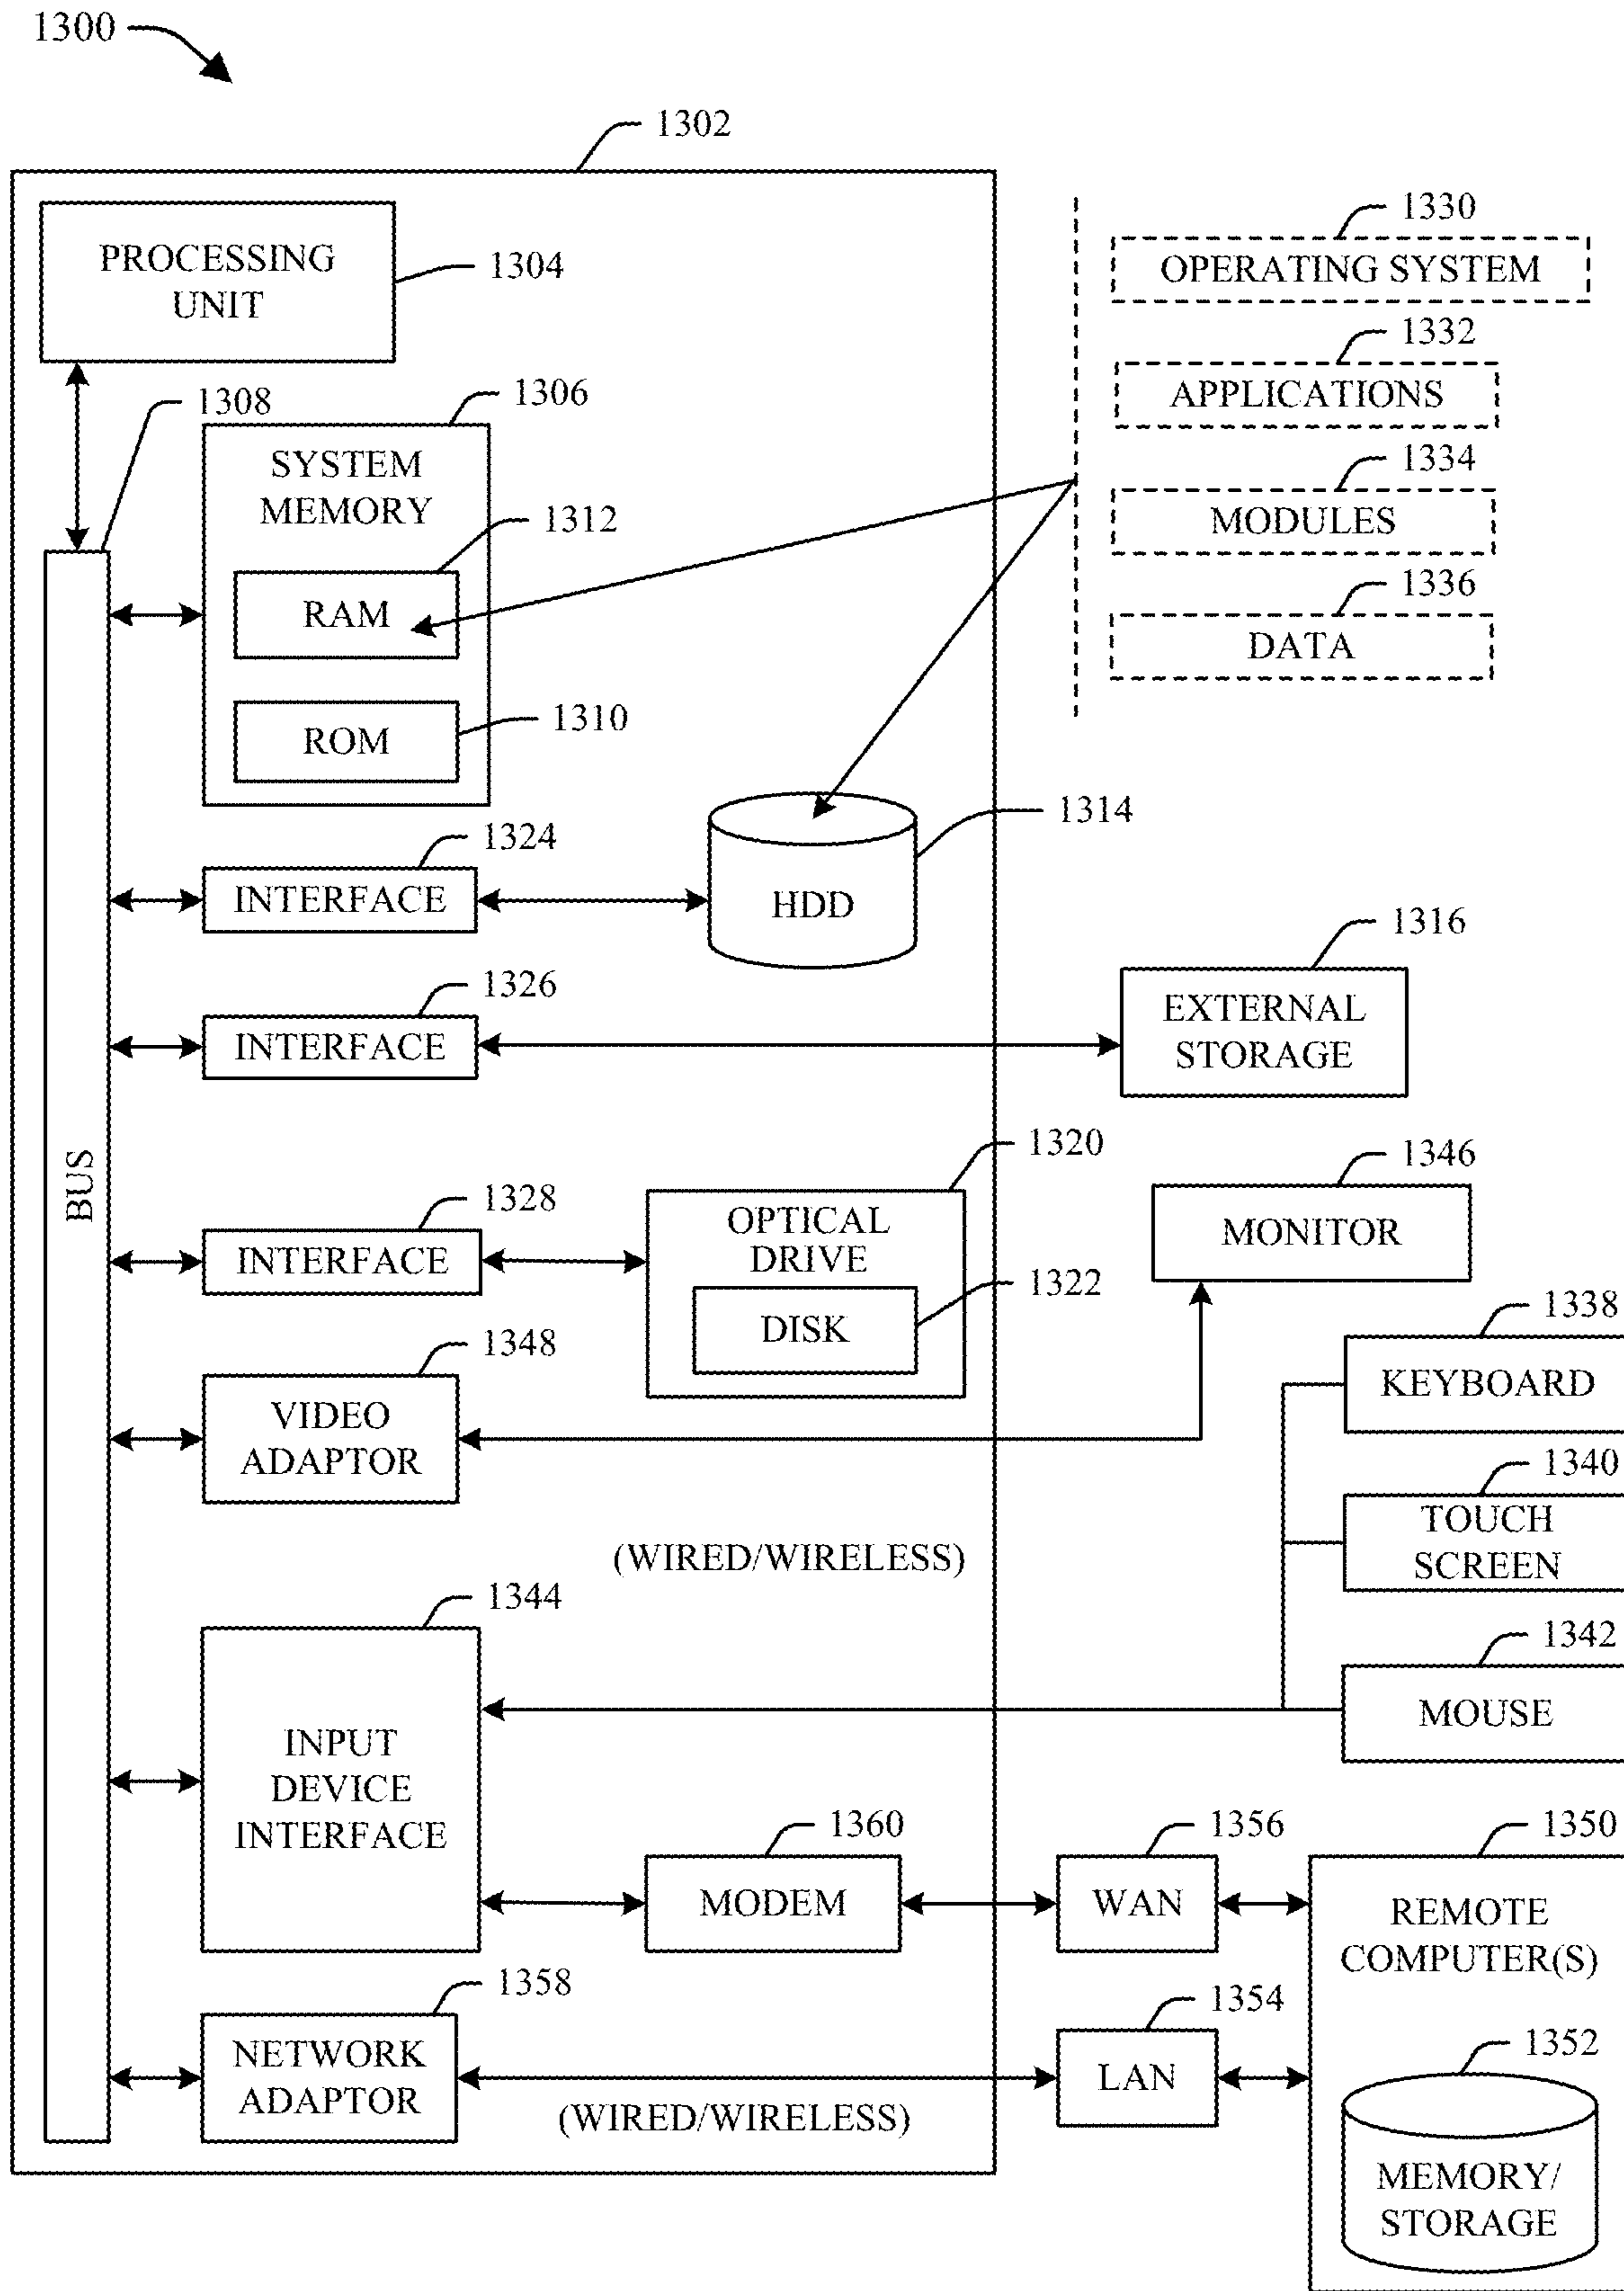 1300
1302
PROCESSING
UNIT
1304
1330
OPERATING SYSTEM
1332
APPLICATIONS
1334
MODULES
1336
DATA
1308
1306
SYSTEM
MEMORY
1312
RAM
1310
ROM
1314
HDD
1324
INTERFACE
1316
EXTERNAL
STORAGE
1326
INTERFACE
BUS
1320
OPTICAL
DRIVE
1322
DISK
1328
INTERFACE
1346
MONITOR
1348
VIDEO
ADAPTOR
1338
KEYBOARD
1340
TOUCH
SCREEN
(WIRED/WIRELESS)
1342
MOUSE
1344
INPUT
DEVICE
INTERFACE
1360
MODEM
1356
WAN
1350
REMOTE
COMPUTER(S)
1358
NETWORK
ADAPTOR
(WIRED/WIRELESS)
1354
LAN
1352
MEMORY/
STORAGE